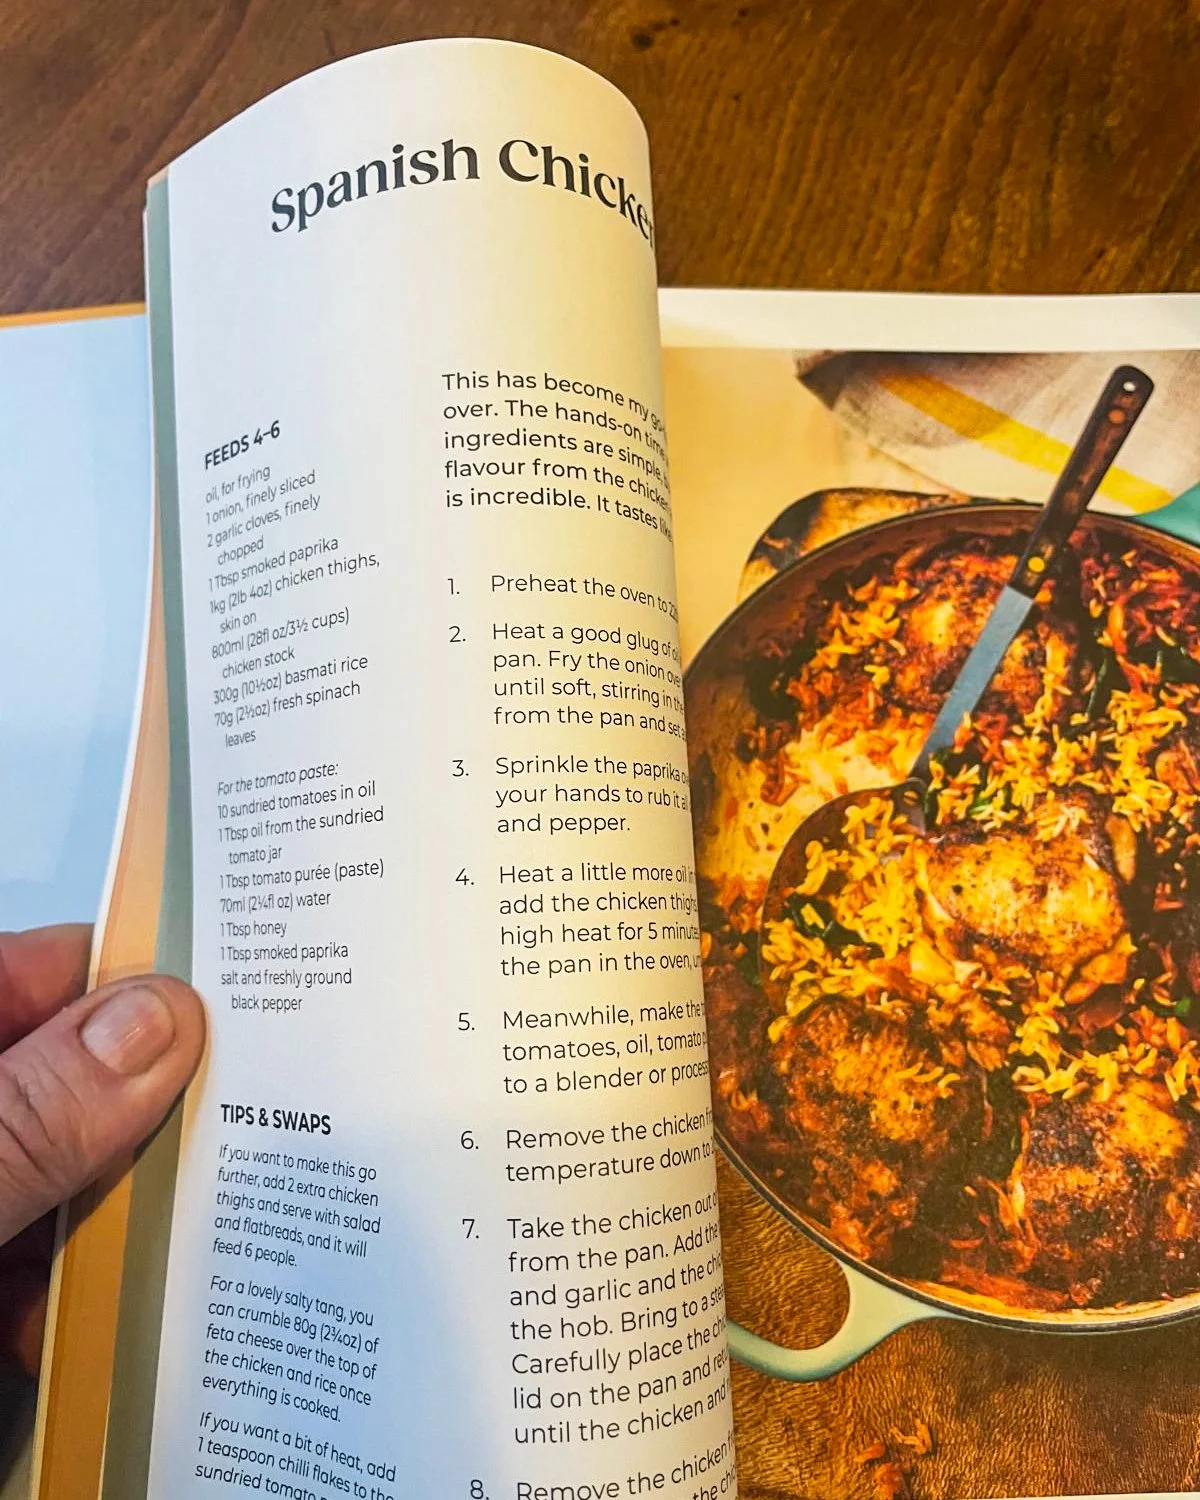 Spanish Chicken
FEEDS 4–6
oil, for frying
1 onion, finely sliced
2 garlic cloves, finely
chopped
1 Tbsp smoked paprika
1kg (2lb 4oz) chicken thighs,
skin on
800ml (28fl oz/3½ cups)
chicken stock
300g (10½oz) basmati rice
70g (2½oz) fresh spinach
leaves
For the tomato paste:
10 sundried tomatoes in oil
1 Tbsp oil from the sundried
tomato jar
1 Tbsp tomato purée (paste)
70ml (2¼fl oz) water
1 Tbsp honey
1 Tbsp smoked paprika
salt and freshly ground
black pepper
TIPS & SWAPS
If you want to make this go
further, add 2 extra chicken
thighs and serve with salad
and flatbreads, and it will
feed 6 people.
For a lovely salty tang, you
can crumble 80g (2¾oz) of
feta cheese over the top of
the chicken and rice once
everything is cooked.
If you want a bit of heat, add
1 teaspoon chilli flakes to the
sundried tomato
This has become my
over. The hands-on time
ingredients are simple,
flavour from the chicken
is incredible. It tastes like
1. Preheat the oven to
2. Heat a good glug of
pan. Fry the onion
until soft, stirring in the
from the pan and set
3. Sprinkle the paprika
your hands to rub it
and pepper.
4. Heat a little more oil
add the chicken thighs
high heat for 5 minutes
the pan in the oven,
5. Meanwhile, make the
tomatoes, oil, tomato
to a blender or
6. Remove the chicken
temperature down to
7. Take the chicken out
from the pan. Add the
and garlic and the
the hob. Bring to a
Carefully place the
lid on the pan and
until the chicken and
8. Remove the chicken
the